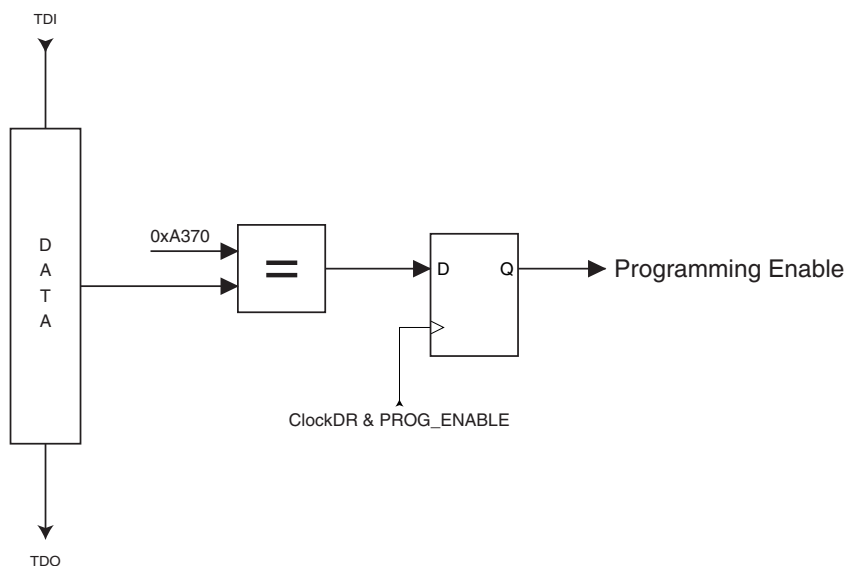 TDI
D
A
T
A
0xA370
=
D
Q
Programming Enable
ClockDR & PROG_ENABLE
TDO